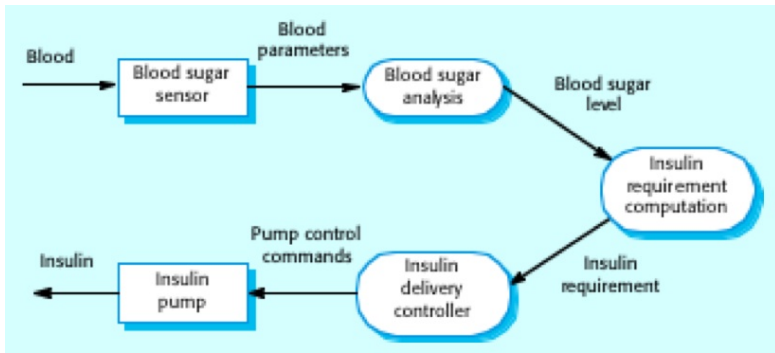 Blood
Blood sugar
sensor
Blood
parameters
Blood sugar
analysis
Blood sugar
level
Insulin
requirement
computation
Insulin
requirement
Insulin
delivery
controller
Pump control
commands
Insulin
pump
Insulin